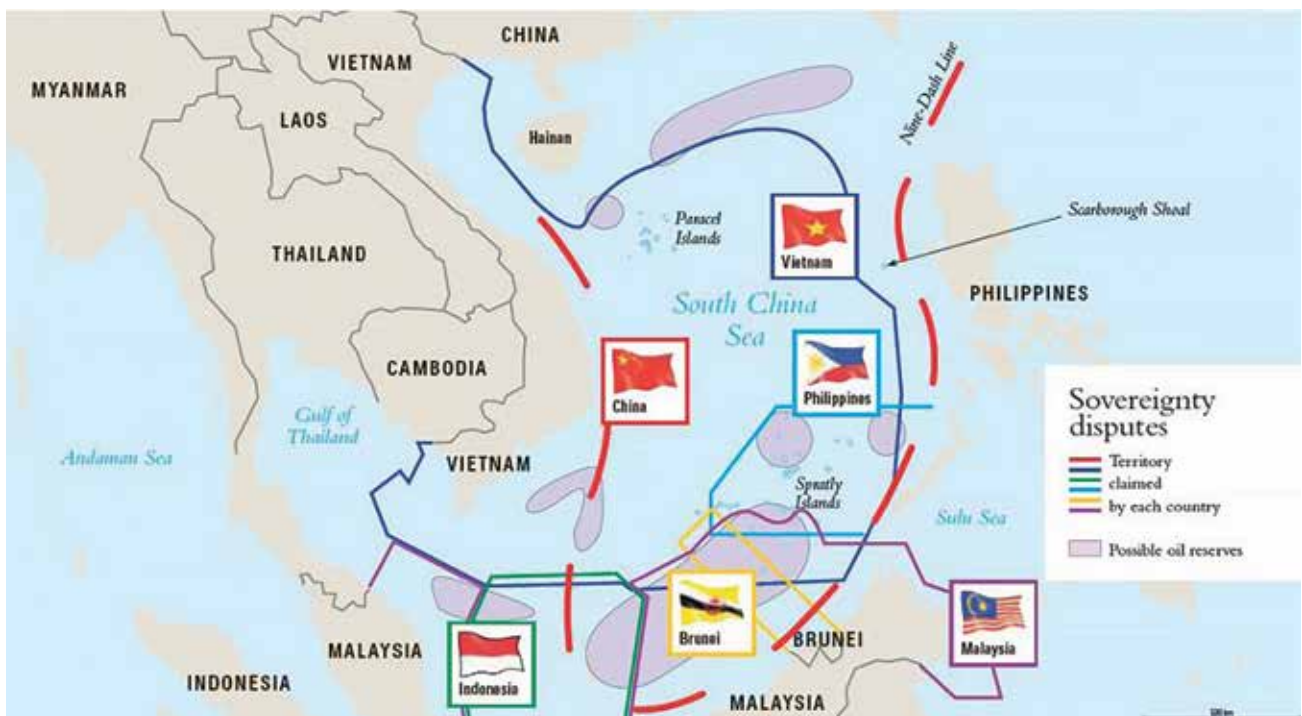 CHINA
VIETNAM
MYANMAR
LAOS
Hainan
Nine-Dash Line
Paracel
Islands
Scarborough Shoal
Vietnam
THAILAND
South China
Sea
PHILIPPINES
CAMBODIA
China
Philippines
Gulf of
Thailand
Andaman Sea
VIETNAM
Spratly
Islands
Sulu Sea
Sovereignty
disputes
Territory
claimed
by each country
Possible oil reserves
MALAYSIA
INDONESIA
Indonesia
Brunei
BRUNEI
Malaysia
MALAYSIA